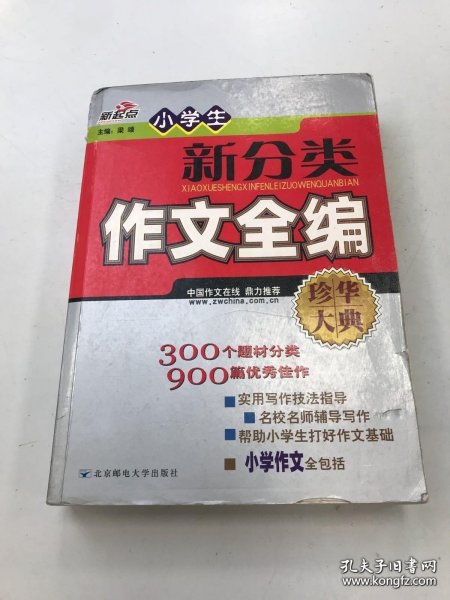 新起点
小学生
主编：梁 颂
新分类
XIAOXUESHENGXINFENLEIZUOWENQUANBIAN
作文全编
中国作文在线 鼎力推荐
www.zwchina.com.cn
珍华
大典
300个题材分类
900篇优秀佳作
■实用写作技法指导
■名校名师辅导写作
■帮助小学生打好作文基础
■小学作文全包括
北京邮电大学出版社
孔夫子旧书网
www.kongfz.com